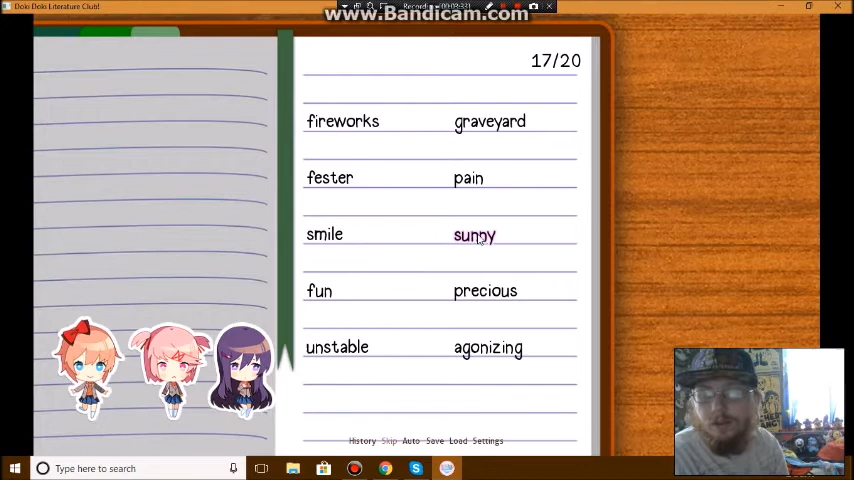 Doki Doki Literature Club!
www.Bandicam.com
17/20
fireworks graveyard
fester pain
smile sunny
fun precious
unstable agonizing
History Skip Auto Save Load Settings
Type here to search